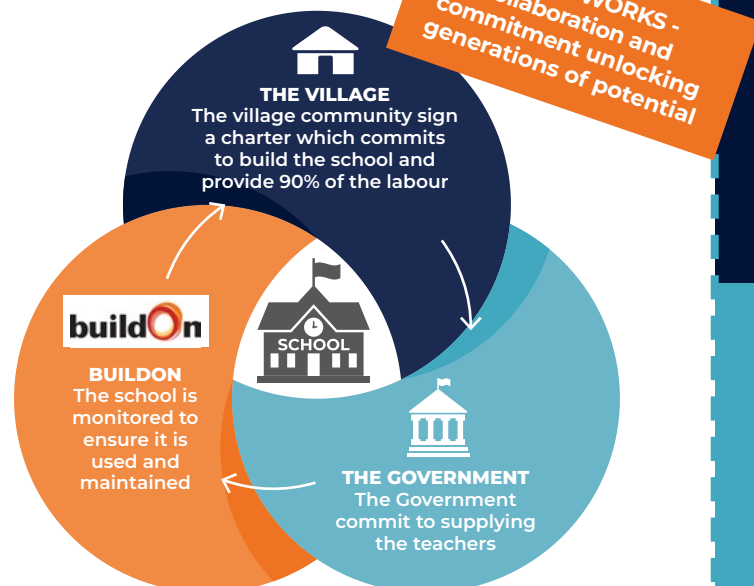 WORKS -
collaboration and
commitment unlocking
generations of potential
THE VILLAGE
The village community sign
a charter which commits
to build the school and
provide 90% of the labour
SCHOOL
buildOn
BUILDON
The school is
monitored to
ensure it is
used and
maintained
THE GOVERNMENT
The Government
commit to supplying
the teachers